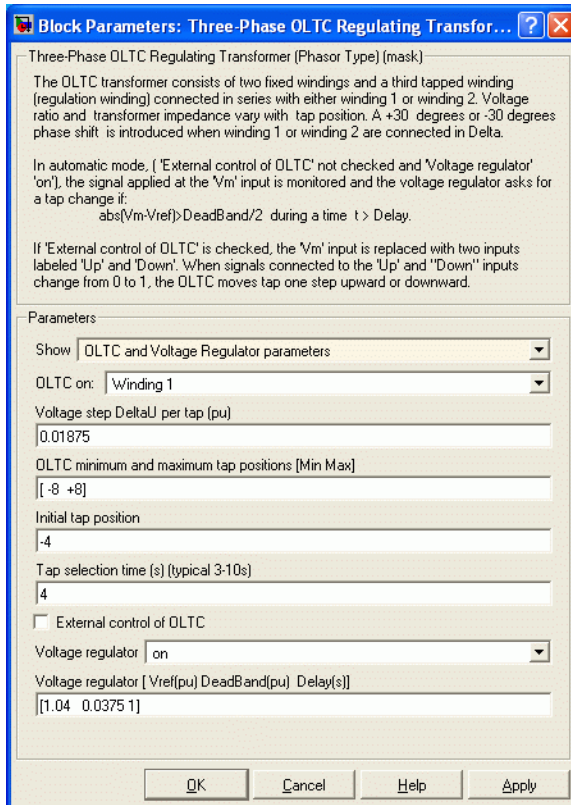 Block Parameters: Three-Phase OLTC Regulating Transfor...
Three-Phase OLTC Regulating Transformer (Phasor Type) (mask)
The OLTC transformer consists of two fixed windings and a third tapped winding
(regulation winding) connected in series with either winding 1 or winding 2. Voltage
ratio and transformer impedance vary with tap position. A +30 degrees or -30 degrees
phase shift is introduced when winding 1 or winding 2 are connected in Delta.
In automatic mode, ( 'External control of OLTC' not checked and 'Voltage regulator'
'on'), the signal applied at the 'Vm' input is monitored and the voltage regulator asks for
a tap change if:
abs(Vm-Vref)>DeadBand/2 during a time t > Delay.
If 'External control of OLTC' is checked, the 'Vm' input is replaced with two inputs
labeled 'Up' and 'Down'. When signals connected to the 'Up' and ''Down'' inputs
change from 0 to 1, the OLTC moves tap one step upward or downward.
Parameters
Show OLTC and Voltage Regulator parameters
OLTC on: Winding 1
Voltage step DeltaU per tap (pu)
0.01875
OLTC minimum and maximum tap positions [Min Max]
[ -8 +8]
Initial tap position
-4
Tap selection time (s) (typical 3-10s)
4
External control of OLTC
Voltage regulator on
Voltage regulator [ Vref(pu) DeadBand(pu) Delay(s)]
[1.04 0.0375 1]
OK Cancel Help Apply